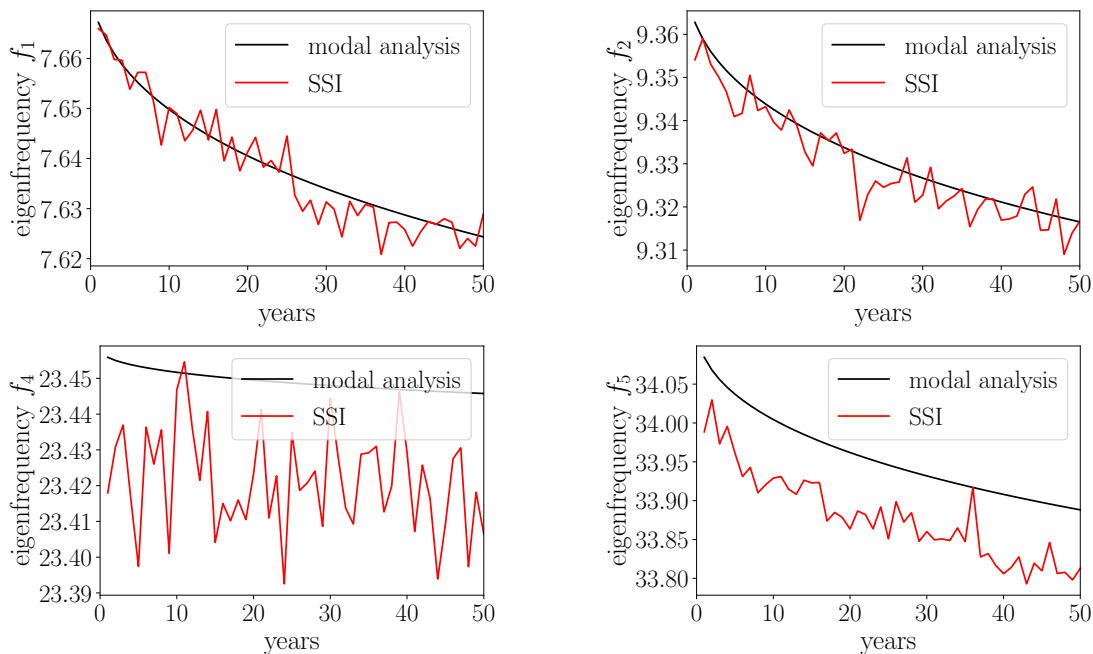 eigenfrequency f1
7.66
7.65
7.64
7.63
7.62
modal analysis
SSI
0 10 20 30 40 50
years
eigenfrequency f2
9.36
9.35
9.34
9.33
9.32
9.31
modal analysis
SSI
0 10 20 30 40 50
years
eigenfrequency f4
23.45
23.44
23.43
23.42
23.41
23.40
23.39
modal analysis
SSI
0 10 20 30 40 50
years
eigenfrequency f5
34.05
34.00
33.95
33.90
33.85
33.80
modal analysis
SSI
0 10 20 30 40 50
years